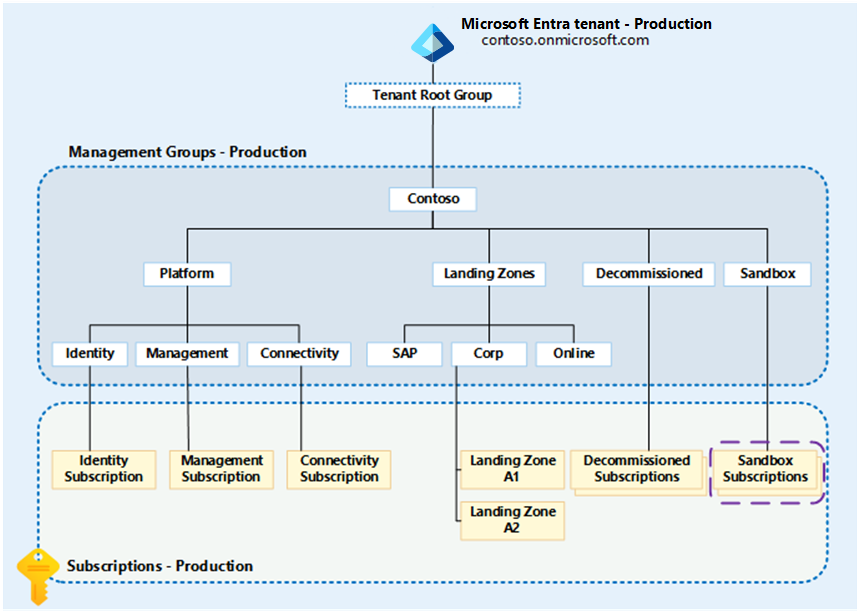 Microsoft Entra tenant - Production
contoso.onmicrosoft.com
Tenant Root Group
Management Groups - Production
Contoso
Platform
Landing Zones
Decommissioned
Sandbox
Identity
Management
Connectivity
SAP
Corp
Online
Identity
Subscription
Management
Subscription
Connectivity
Subscription
Landing Zone
A1
Decommissioned
Subscriptions
Sandbox
Subscriptions
Landing Zone
A2
Subscriptions - Production